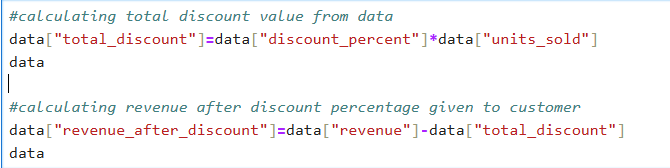 #calculating total discount value from data
data["total_discount"]=data["discount_percent"]*data["units_sold"]
data
#calculating revenue after discount percentage given to customer
data["revenue_after_discount"]=data["revenue"]-data["total_discount"]
data